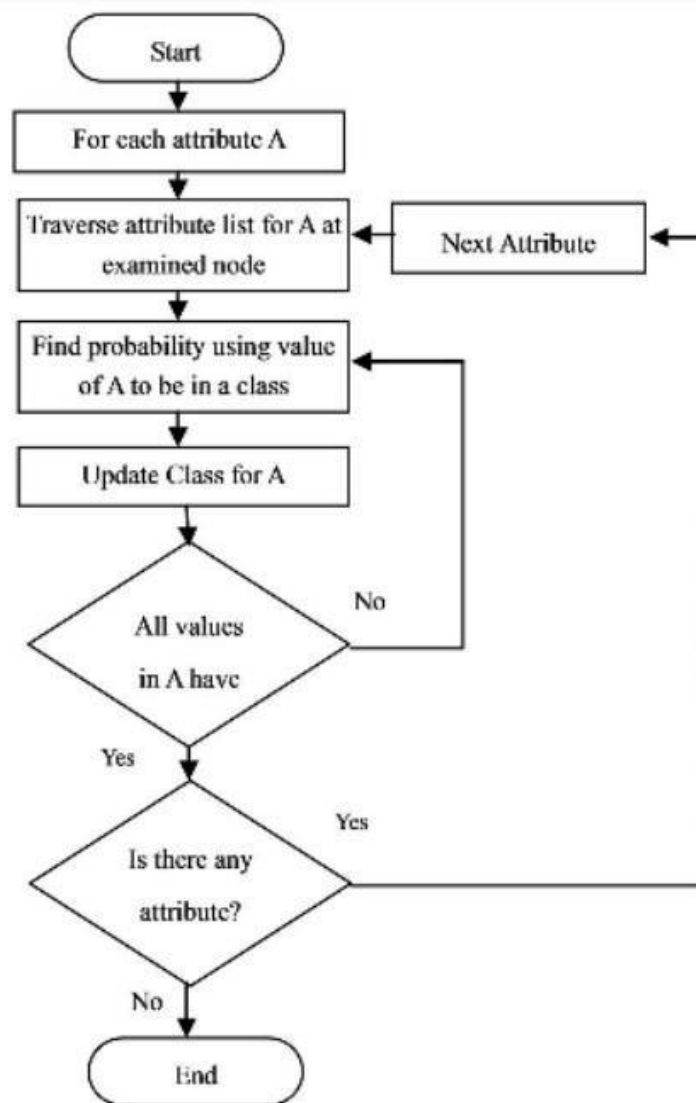 Start
For each attribute A
Traverse attribute list for A at
examined node
Next Attribute
Find probability using value
of A to be in a class
Update Class for A
No
All values
in A have
Yes
Yes
Is there any
attribute?
No
End